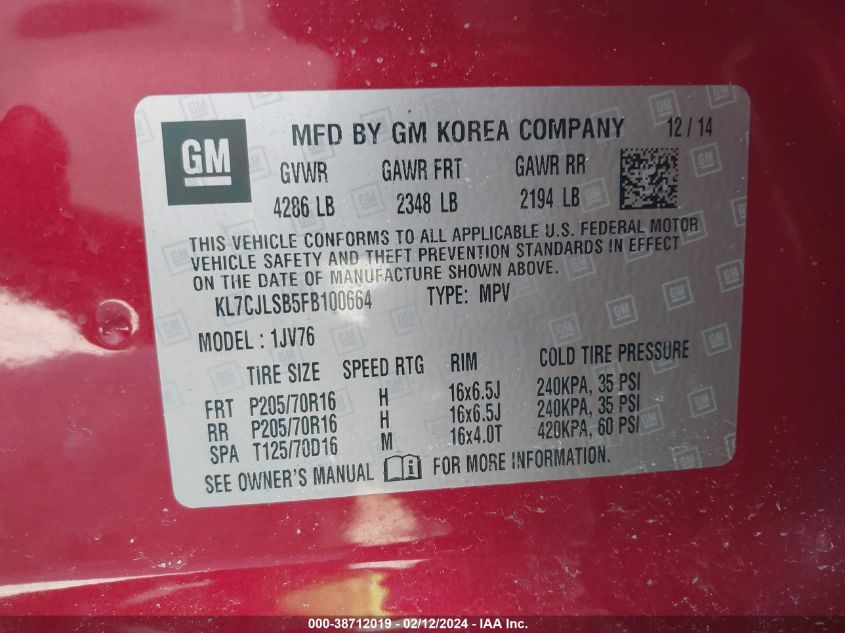 GM
MFD BY GM KOREA COMPANY 12 / 14
GVWR GAWR FRT GAWR RR
4286 LB 2348 LB 2194 LB
THIS VEHICLE CONFORMS TO ALL APPLICABLE U.S. FEDERAL MOTOR
VEHICLE SAFETY AND THEFT PREVENTION STANDARDS IN EFFECT
ON THE DATE OF MANUFACTURE SHOWN ABOVE.
KL7CJLSB5FB100664 TYPE: MPV
MODEL : 1JV76
TIRE SIZE SPEED RTG RIM COLD TIRE PRESSURE
FRT P205/70R16 H 16x6.5J 240KPA, 35 PSI
RR P205/70R16 H 16x6.5J 240KPA, 35 PSI
SPA T125/70D16 M 16x4.0T 420KPA, 60 PSI
SEE OWNER'S MANUAL FOR MORE INFORMATION.
000-38712019 - 02/12/2024 - IAA Inc.